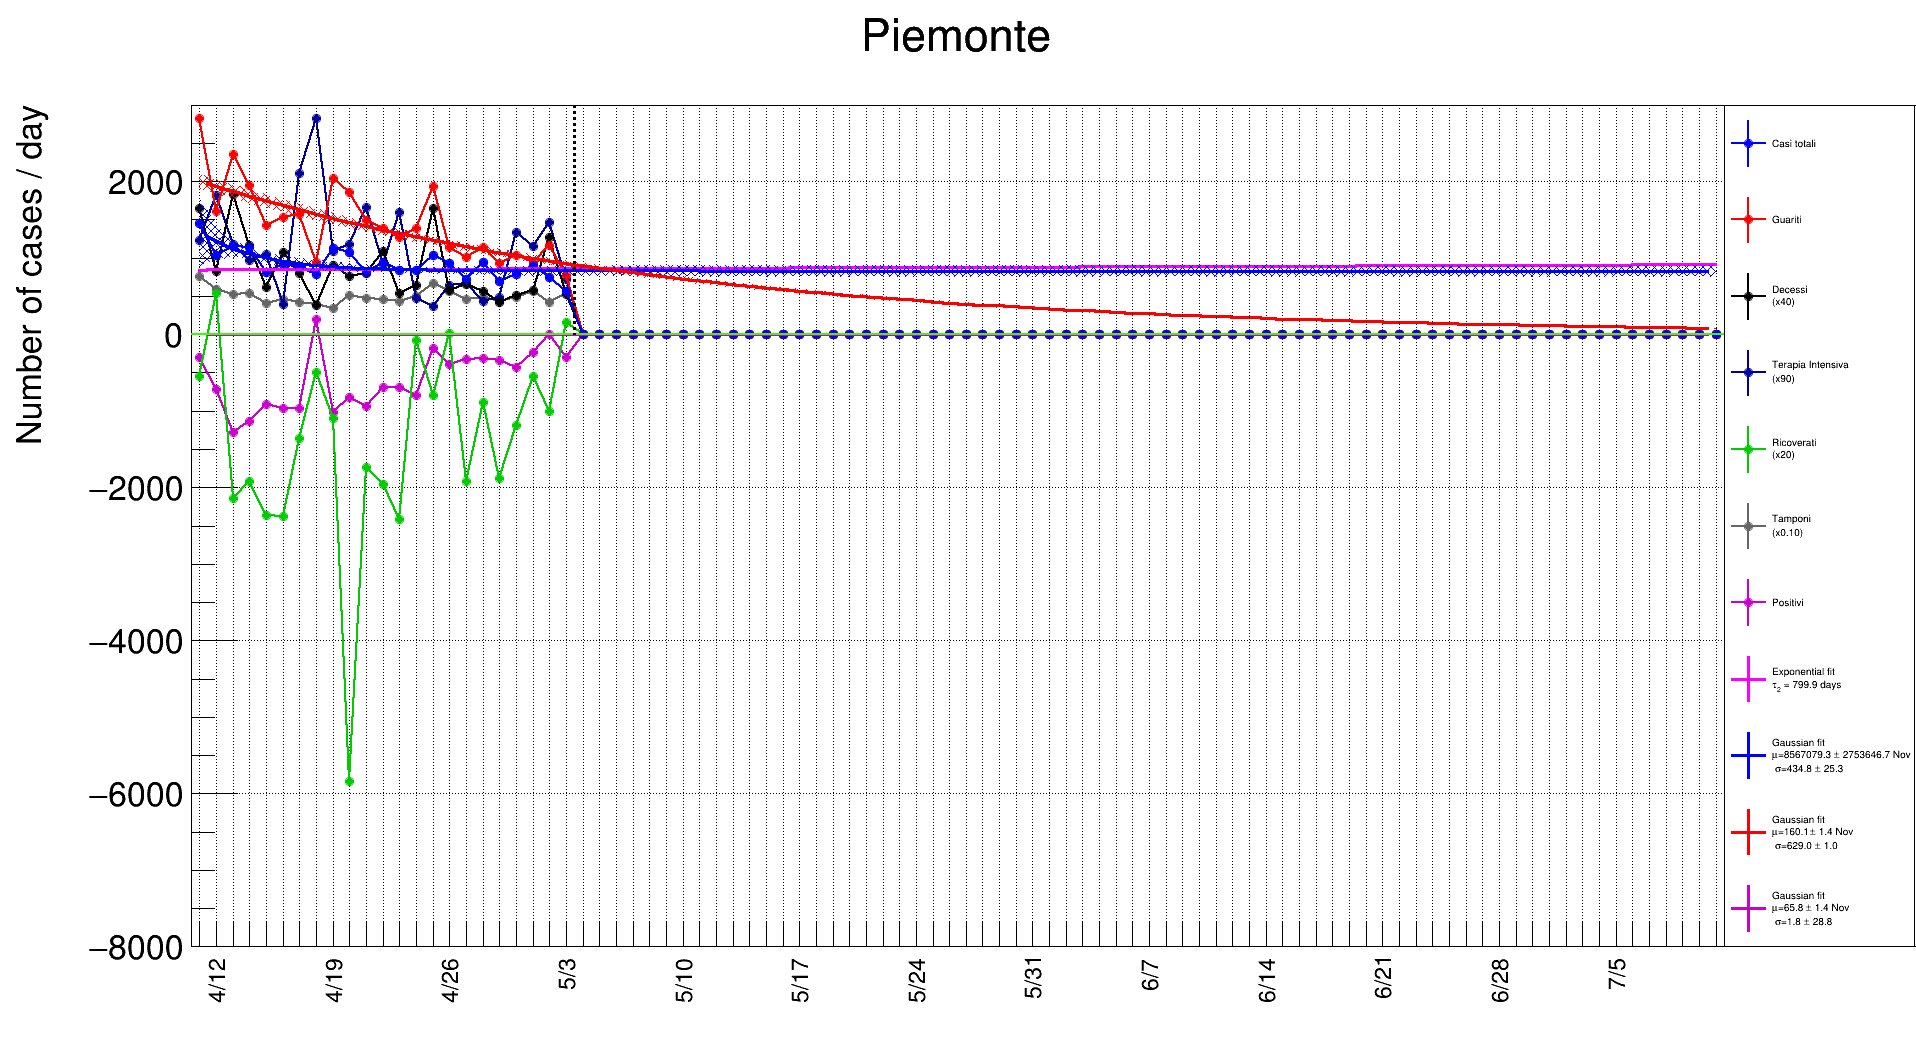 Piemonte
Number of cases / day
2000
0
−2000
−4000
−6000
−8000
4/12
4/19
4/26
5/3
5/10
5/17
5/24
5/31
6/7
6/14
6/21
6/28
7/5
Casi totali
Guariti
Decessi
(x40)
Terapia Intensiva
(x90)
Ricoverati
(x20)
Tamponi
(x0.10)
Positivi
Exponential fit
τ2 = 799.9 days
Gaussian fit
μ=8567079.3 ± 2753646.7 Nov
σ=434.8 ± 25.3
Gaussian fit
μ=160.1± 1.4 Nov
σ=629.0 ± 1.0
Gaussian fit
μ=65.8 ± 1.4 Nov
σ=1.8 ± 28.8